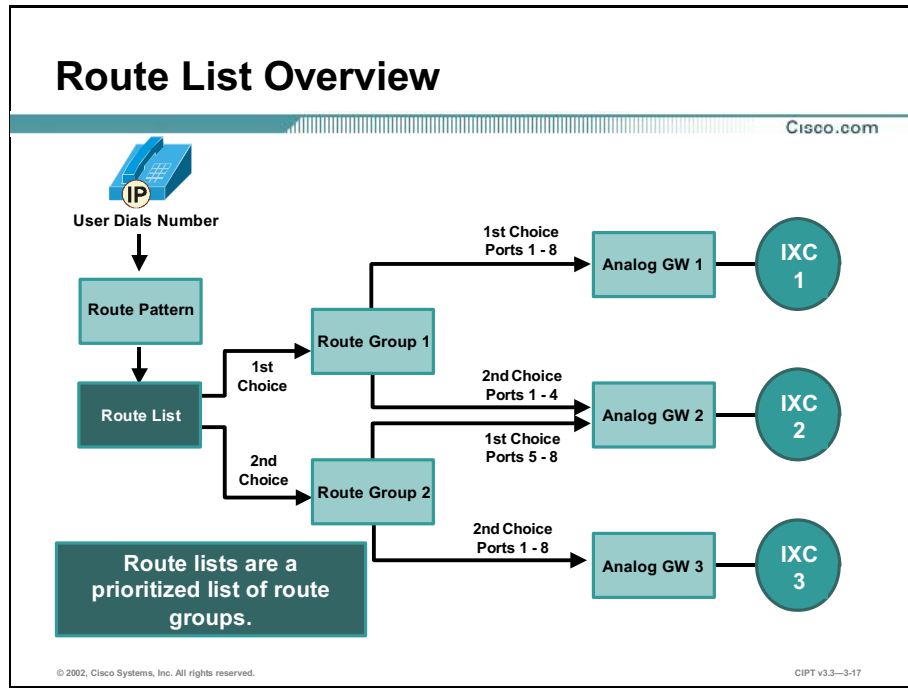 Route List Overview
Cisco.com
IP
User Dials Number
Route Pattern
Route List
1st
Choice
2nd
Choice
Route Group 1
Route Group 2
1st Choice
Ports 1 - 8
2nd Choice
Ports 1 - 4
1st Choice
Ports 5 - 8
2nd Choice
Ports 1 - 8
Analog GW 1
Analog GW 2
Analog GW 3
IXC
1
IXC
2
IXC
3
Route lists are a
prioritized list of route
groups.
© 2002, Cisco Systems, Inc. All rights reserved.
CIPT v3.3—3-17